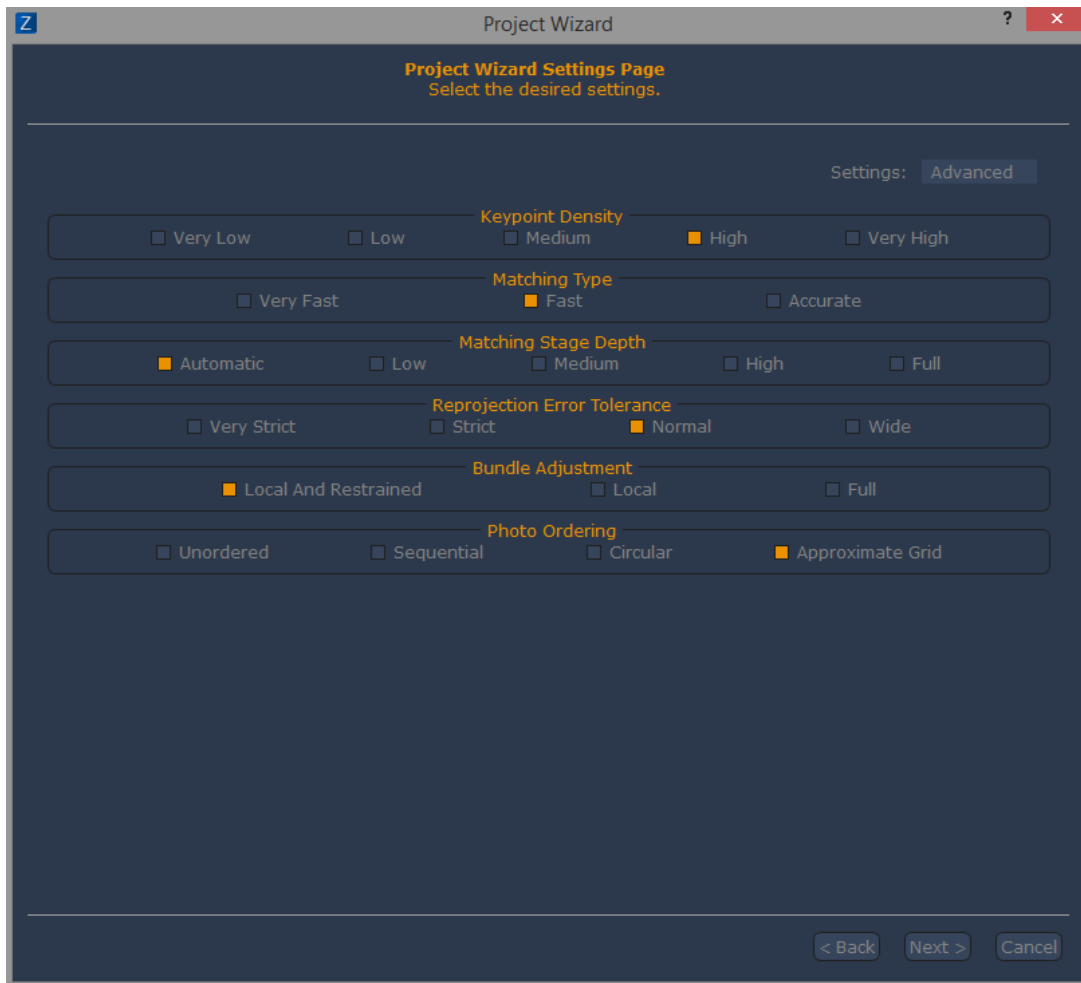 Z Project Wizard ? ×
Project Wizard Settings Page
Select the desired settings.
Settings: Advanced
Keypoint Density
Very Low Low Medium High Very High
Matching Type
Very Fast Fast Accurate
Matching Stage Depth
Automatic Low Medium High Full
Reprojection Error Tolerance
Very Strict Strict Normal Wide
Bundle Adjustment
Local And Restrained Local Full
Photo Ordering
Unordered Sequential Circular Approximate Grid
< Back Next > Cancel